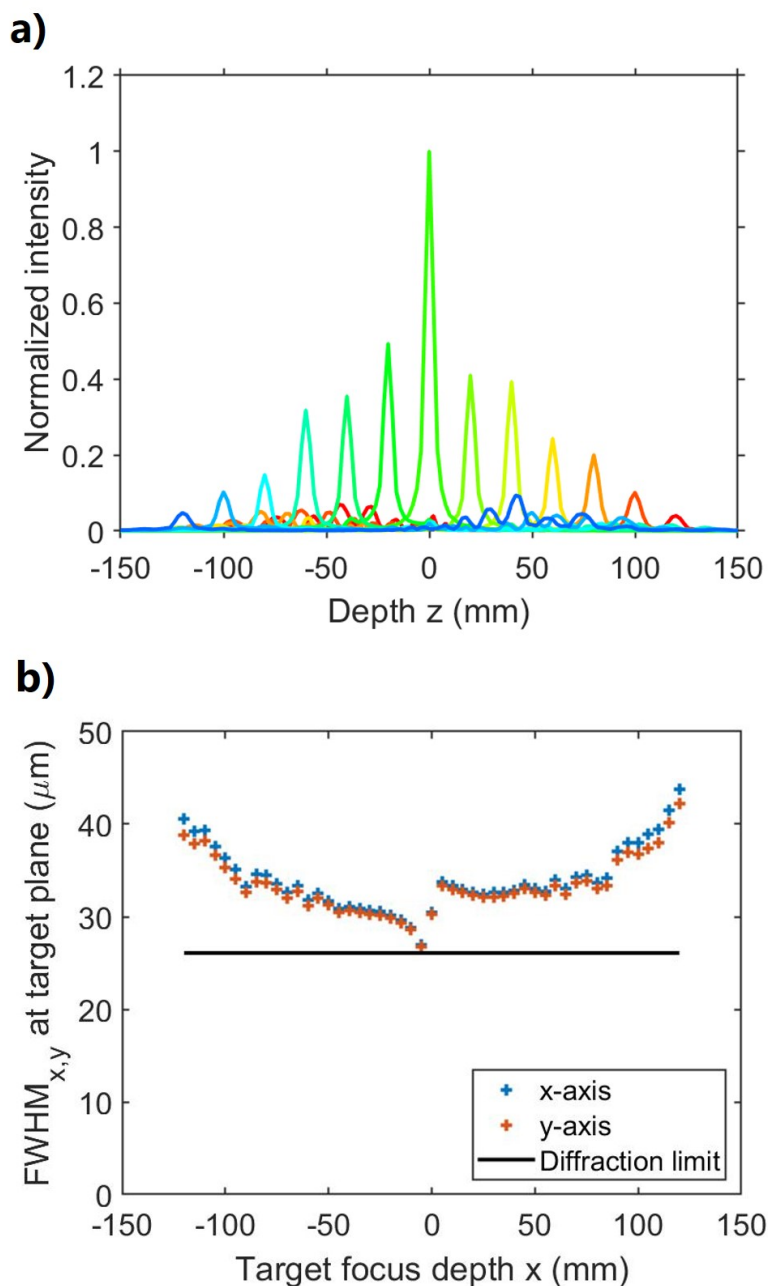 a)
1.2
1
0.8
0.6
0.4
0.2
0
Normalized intensity
-150 -100 -50 0 50 100 150
Depth z (mm)
b)
50
40
30
20
10
0
FWHMx,y at target plane (μm)
x-axis
y-axis
Diffraction limit
-150 -100 -50 0 50 100 150
Target focus depth x (mm)